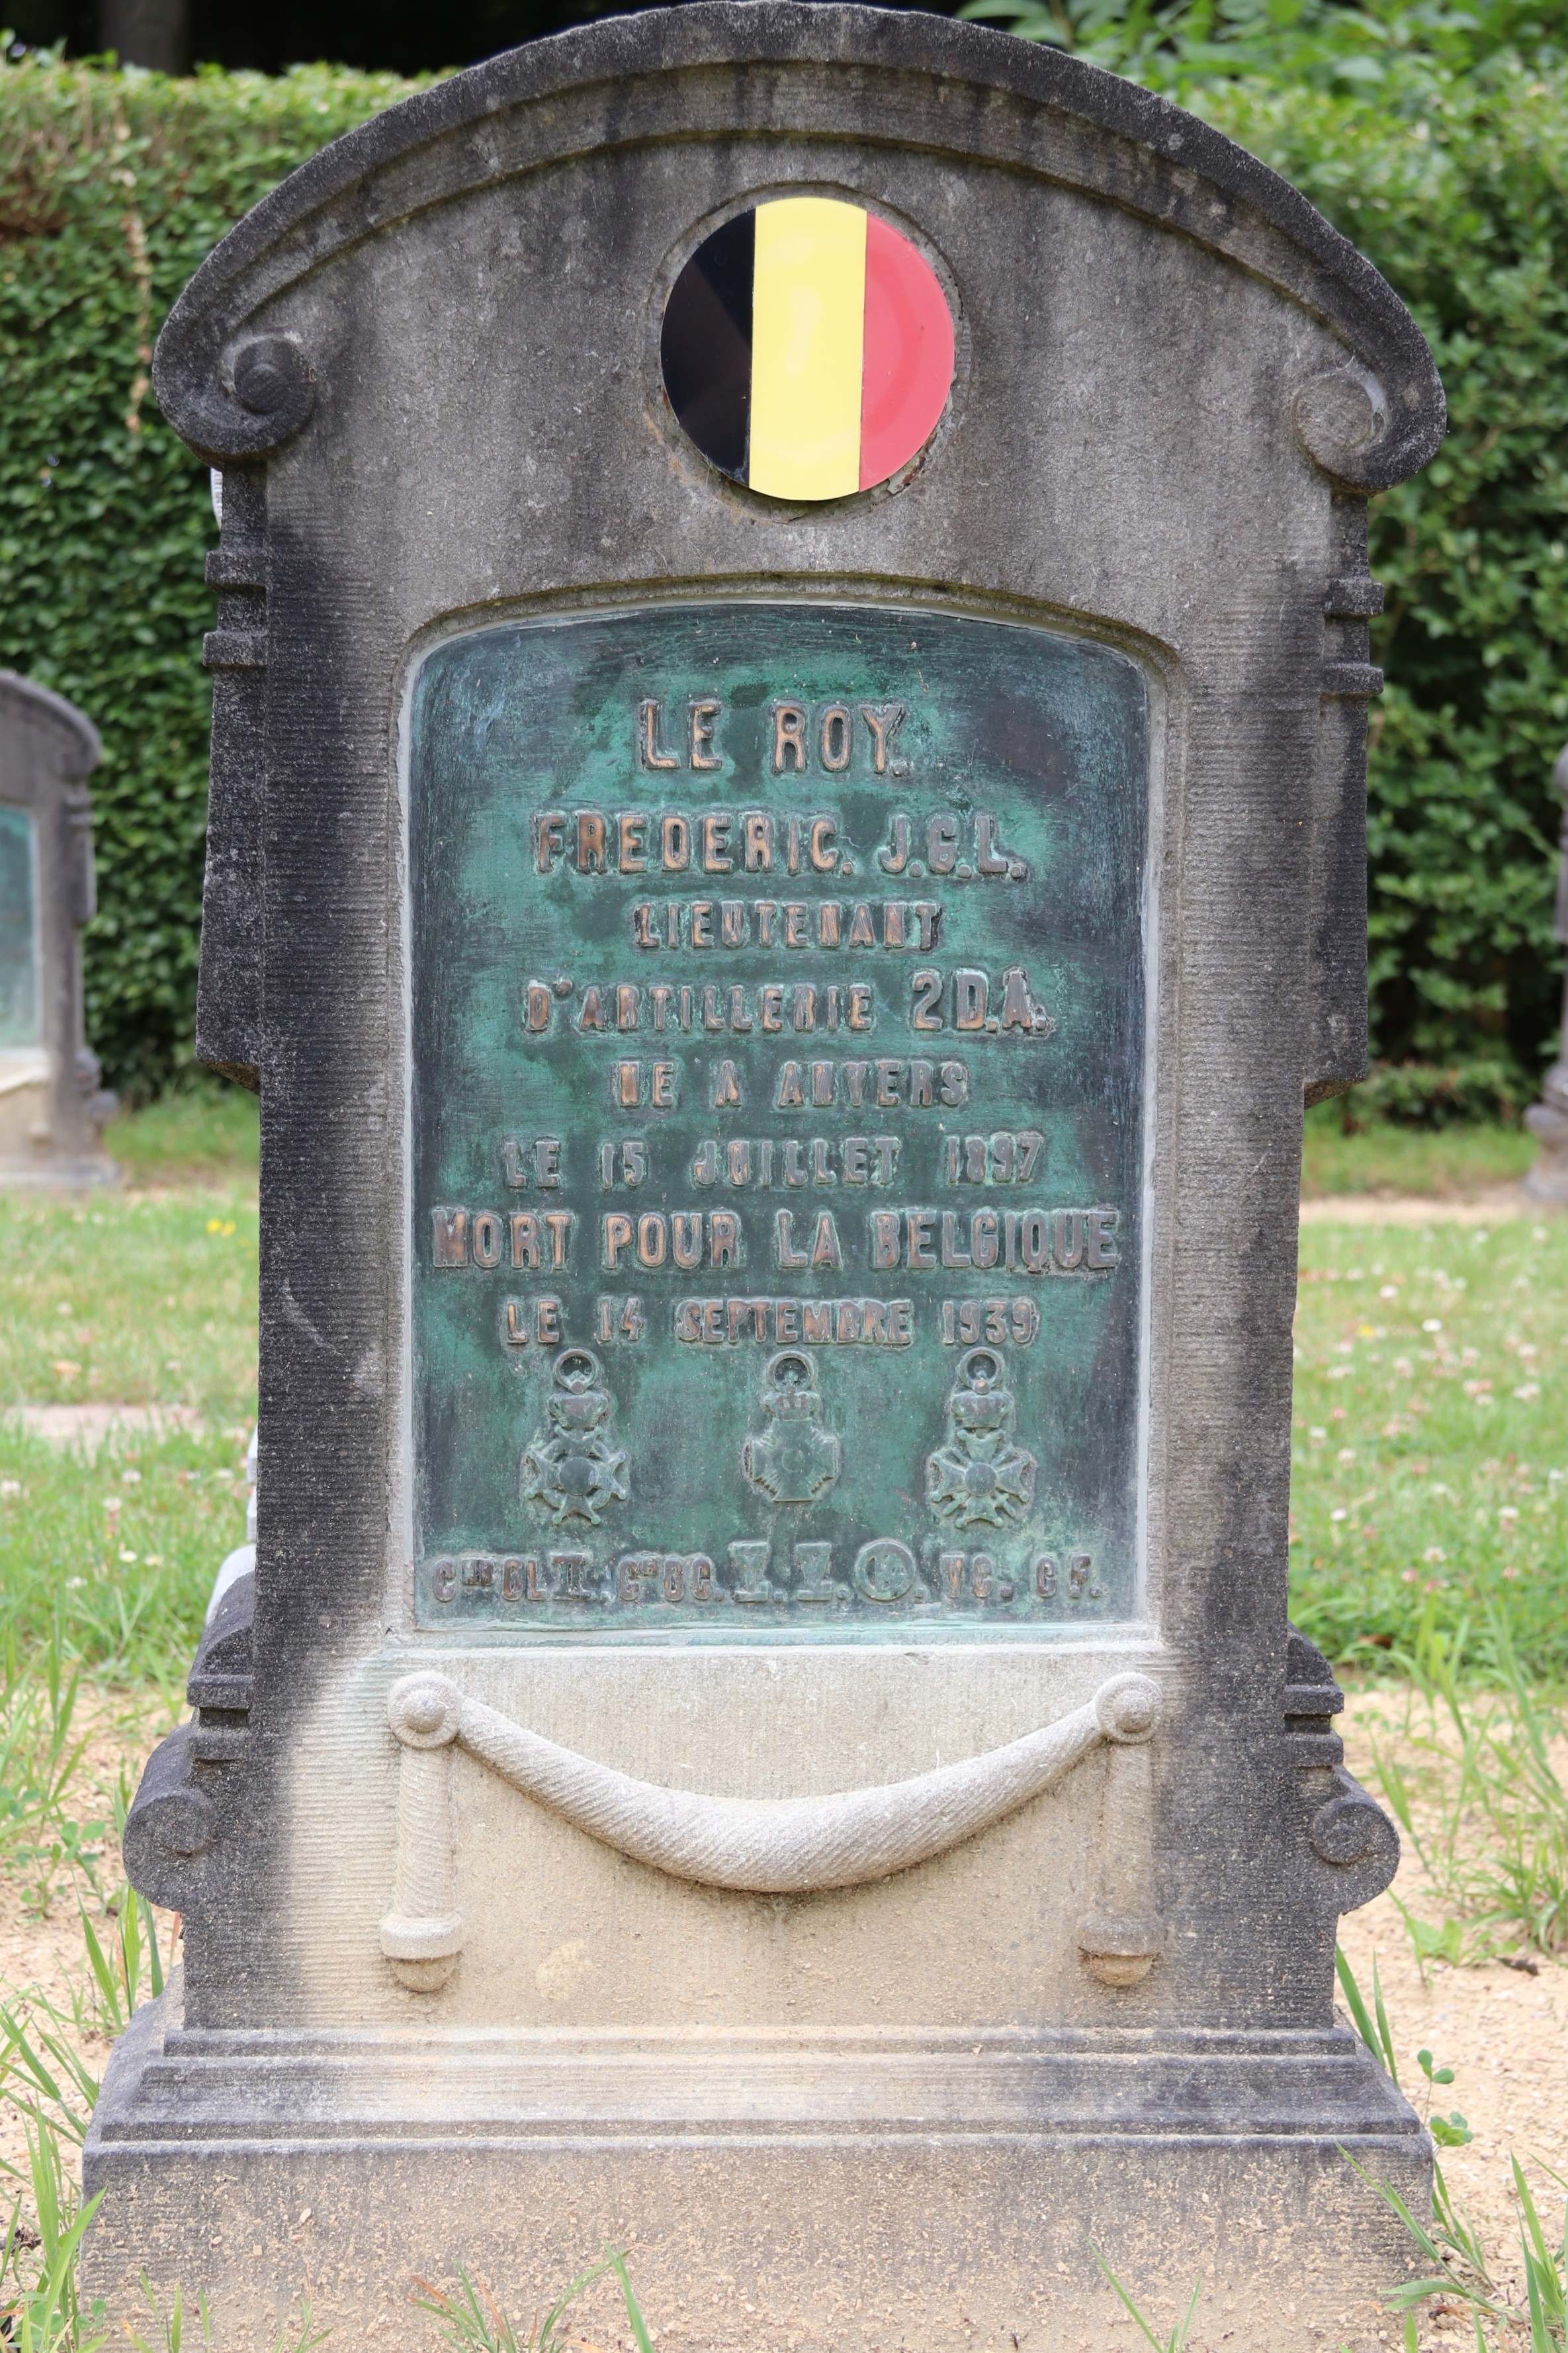 LE ROY.
FREDERIC. J.G.L.
LIEUTENANT
D'ARTILLERIE 2D.A.
NE A ANVERS
LE 15 JUILLET 1897
MORT POUR LA BELGIQUE
LE 14 SEPTEMBRE 1939